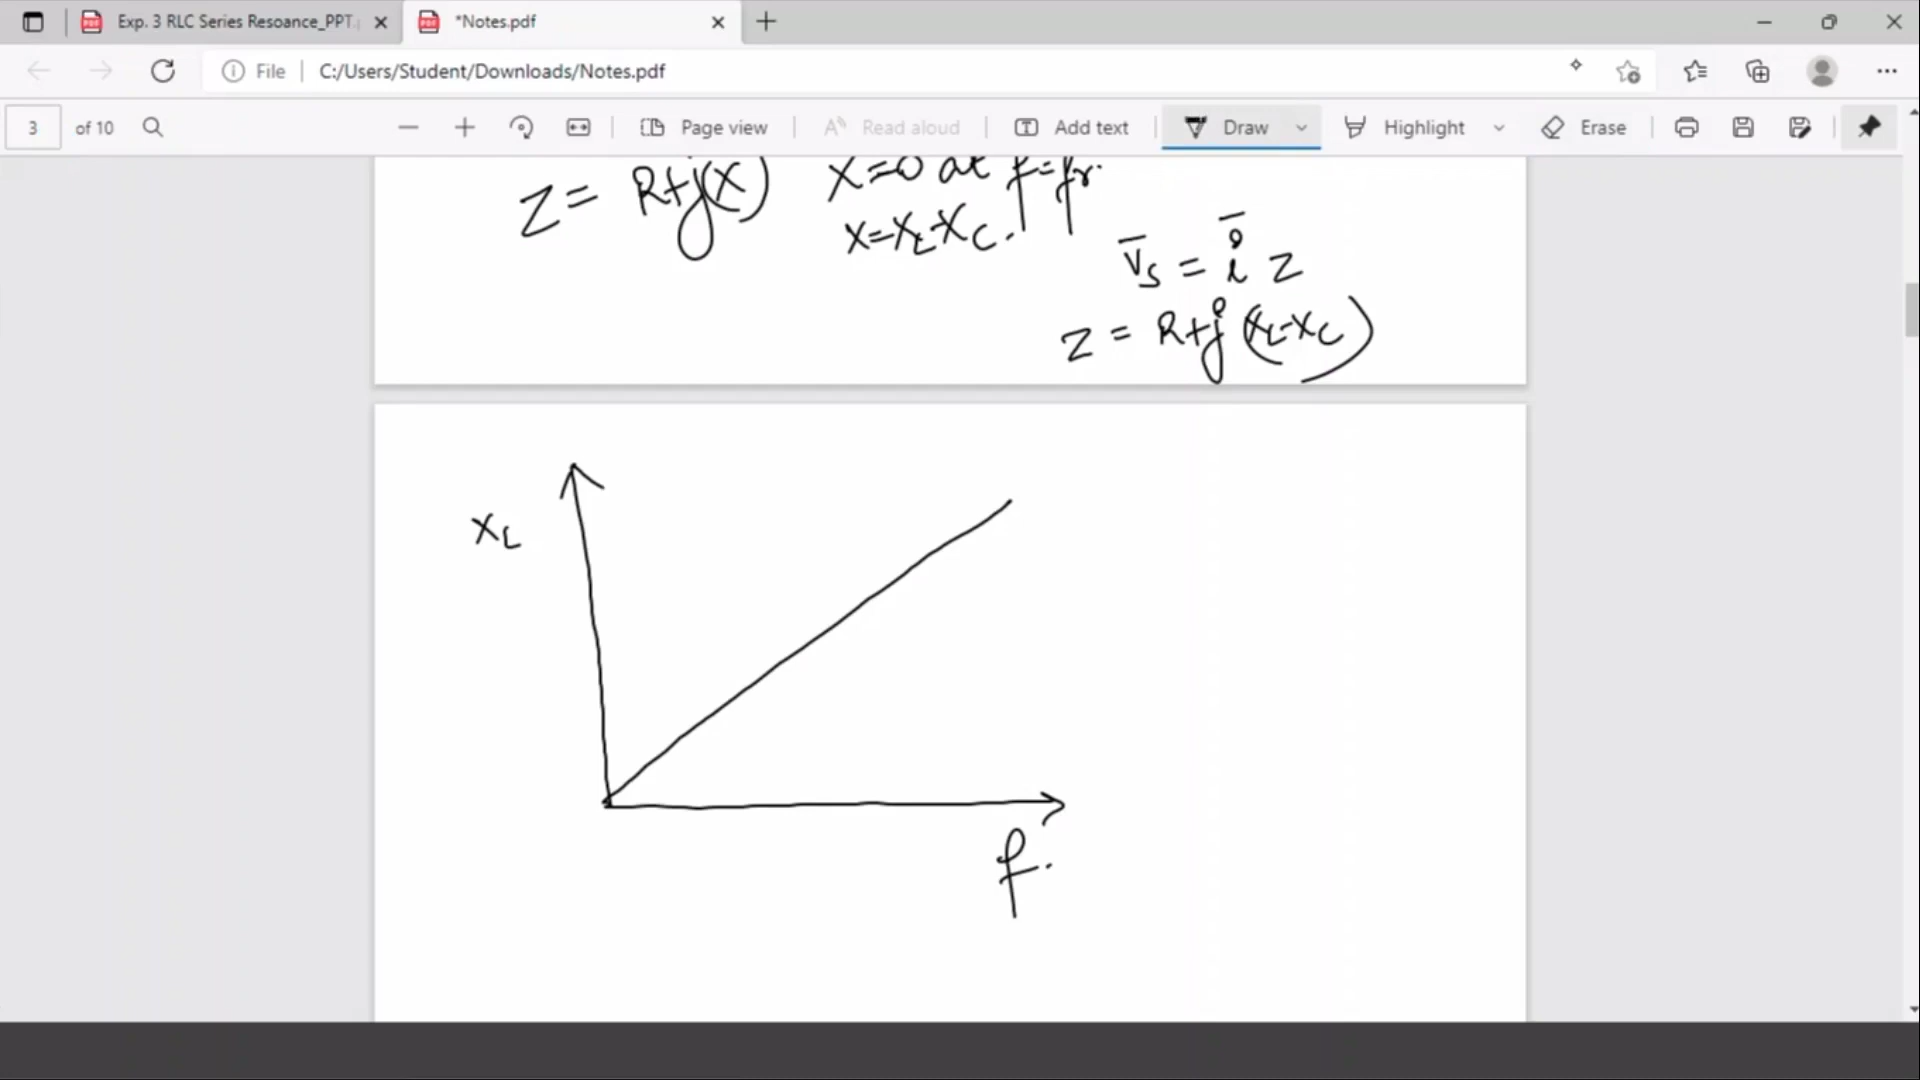 Exp. 3 RLC Series Resoance_PPT.
*Notes.pdf
File
C:/Users/Student/Downloads/Notes.pdf
3 of 10
Page view
Read aloud
Add text
Draw
Highlight
Erase
Z = R+j(X) X=0 at f=fr.
X=XL-XC.
V̅s = i̅ Z
Z = R+j(XL-XC)
XL
f.